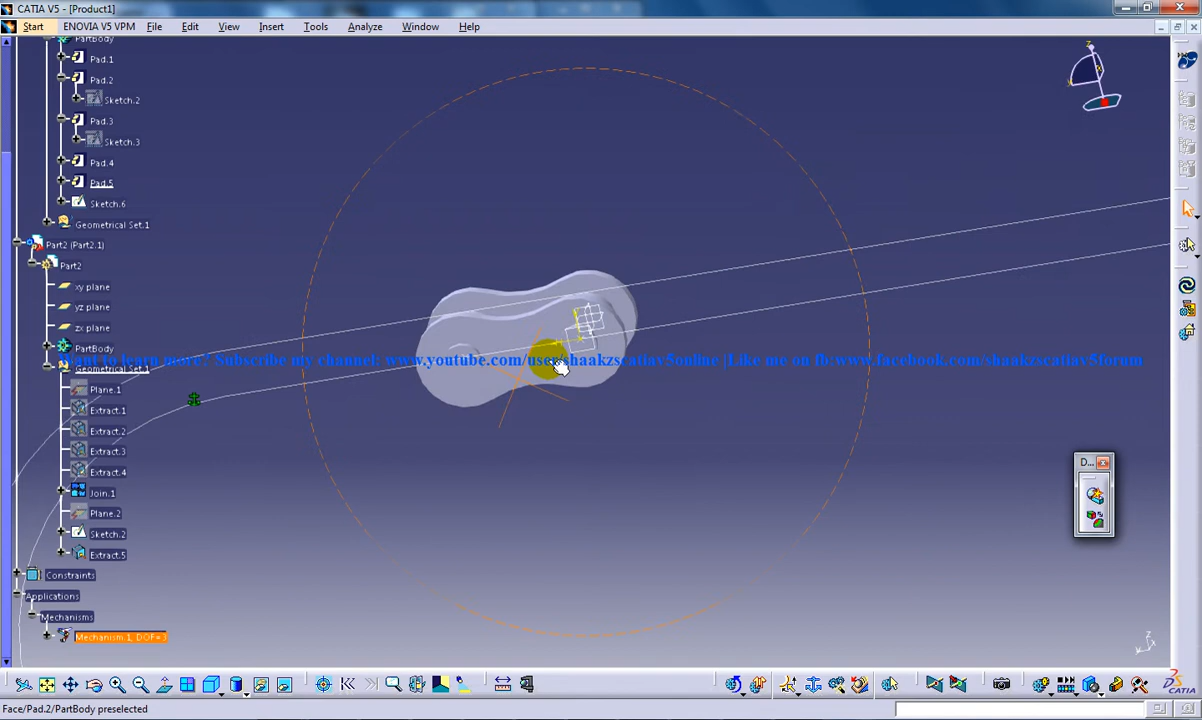 CATIA V5 - [Product1]
Start ENOVIA V5 VPM File Edit View Insert Tools Analyze Window Help
PartBody
Pad.1
Pad.2
Sketch.2
Pad.3
Sketch.3
Pad.4
Pad.5
Sketch.6
Geometrical Set.1
Part2 (Part2.1)
Part2
xy plane
yz plane
zx plane
PartBody
Want to learn more? Subscribe my channel: www.youtube.com/user/shaakzscatiav5online |Like me on fb:www.facebook.com/shaakzscatiav5forum
Geometrical Set.1
Plane.1
Extract.1
Extract.2
Extract.3
Extract.4
Join.1
Plane.2
Sketch.2
Extract.5
Constraints
Applications
Mechanisms
Mechanism.1, DOF=3
D...
Face/Pad.2/PartBody preselected
CATIA